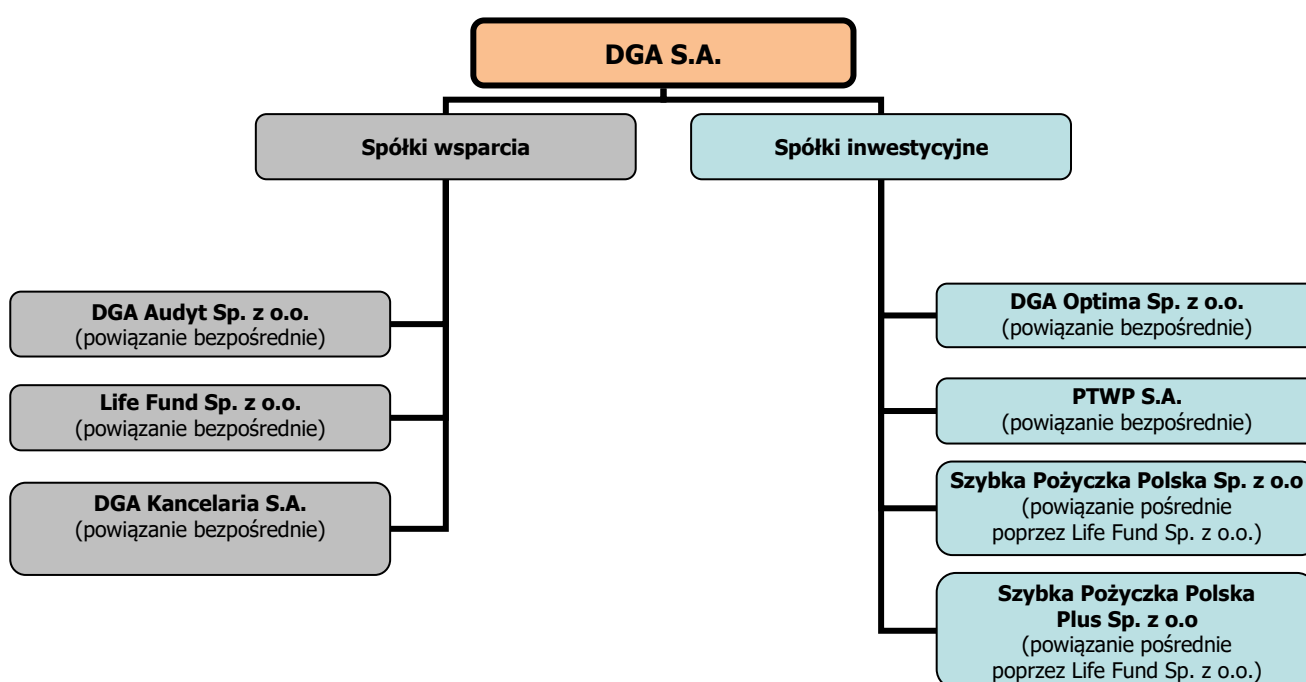 DGA S.A.
Spółki wsparcia
Spółki inwestycyjne
DGA Audyt Sp. z o.o.
(powiązanie bezpośrednie)
Life Fund Sp. z o.o.
(powiązanie bezpośrednie)
DGA Kancelaria S.A.
(powiązanie bezpośrednie)
DGA Optima Sp. z o.o.
(powiązanie bezpośrednie)
PTWP S.A.
(powiązanie bezpośrednie)
Szybka Pożyczka Polska Sp. z o.o
(powiązanie pośrednie
poprzez Life Fund Sp. z o.o.)
Szybka Pożyczka Polska
Plus Sp. z o.o
(powiązanie pośrednie
poprzez Life Fund Sp. z o.o.)